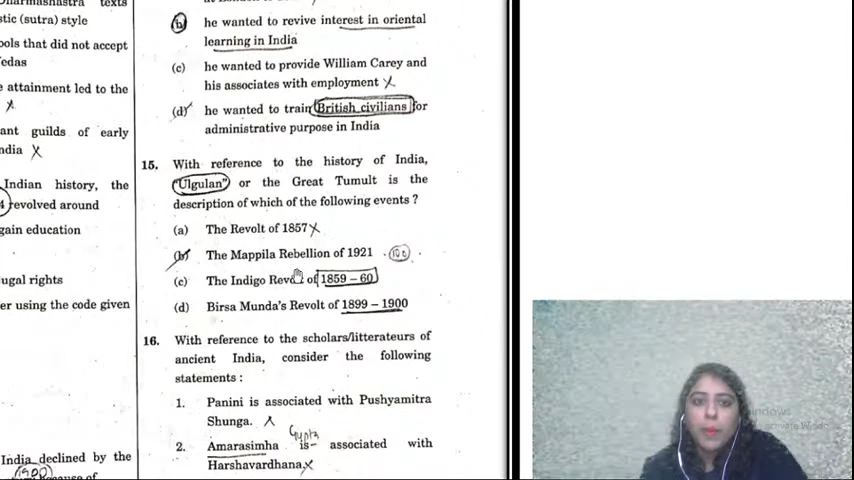 Dharmashastra texts
stic (sutra) style
ools that did not accept
edas
e attainment led to the
ant guilds of early
ndia
Indian history, the
revolved around
gain education
ugal rights
er using the code given
India declined by the
(1900)
(b) he wanted to revive interest in oriental
learning in India
(c) he wanted to provide William Carey and
his associates with employment
(d) he wanted to train British civilians for
administrative purpose in India
15. With reference to the history of India,
"Ulgulan" or the Great Tumult is the
description of which of the following events ?
(a) The Revolt of 1857
(b) The Mappila Rebellion of 1921
(c) The Indigo Revolt of 1859 – 60
(d) Birsa Munda's Revolt of 1899 – 1900
16. With reference to the scholars/litterateurs of
ancient India, consider the following
statements :
1. Panini is associated with Pushyamitra
Shunga.
Gupta
2. Amarasimha is associated with
Harshavardhana.